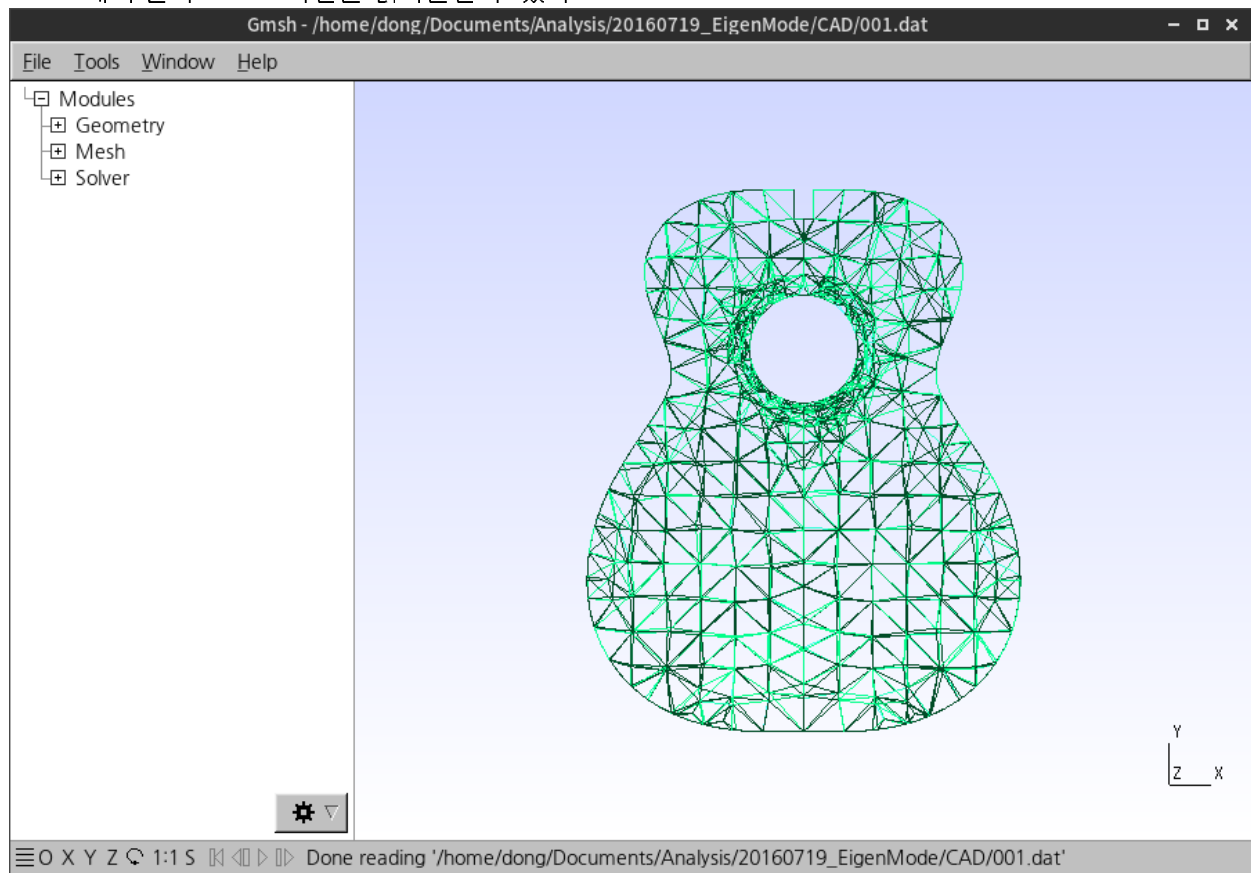 Gmsh - /home/dong/Documents/Analysis/20160719_EigenMode/CAD/001.dat
File Tools Window Help
Modules
Geometry
Mesh
Solver
Y
Z X
O X Y Z 1:1 S Done reading '/home/dong/Documents/Analysis/20160719_EigenMode/CAD/001.dat'